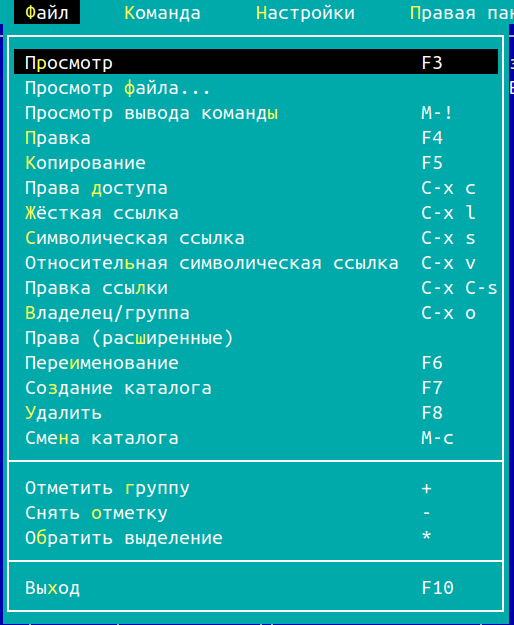 Файл Команда Настройки Правая
Просмотр F3
Просмотр файла...
Просмотр вывода команды M-!
Правка F4
Копирование F5
Права доступа C-x c
Жёсткая ссылка C-x l
Символическая ссылка C-x s
Относительная символическая ссылка C-x v
Правка ссылки C-x C-s
Владелец/группа C-x o
Права (расширенные)
Переименование F6
Создание каталога F7
Удалить F8
Смена каталога M-c
Отметить группу +
Снять отметку -
Обратить выделение *
Выход F10